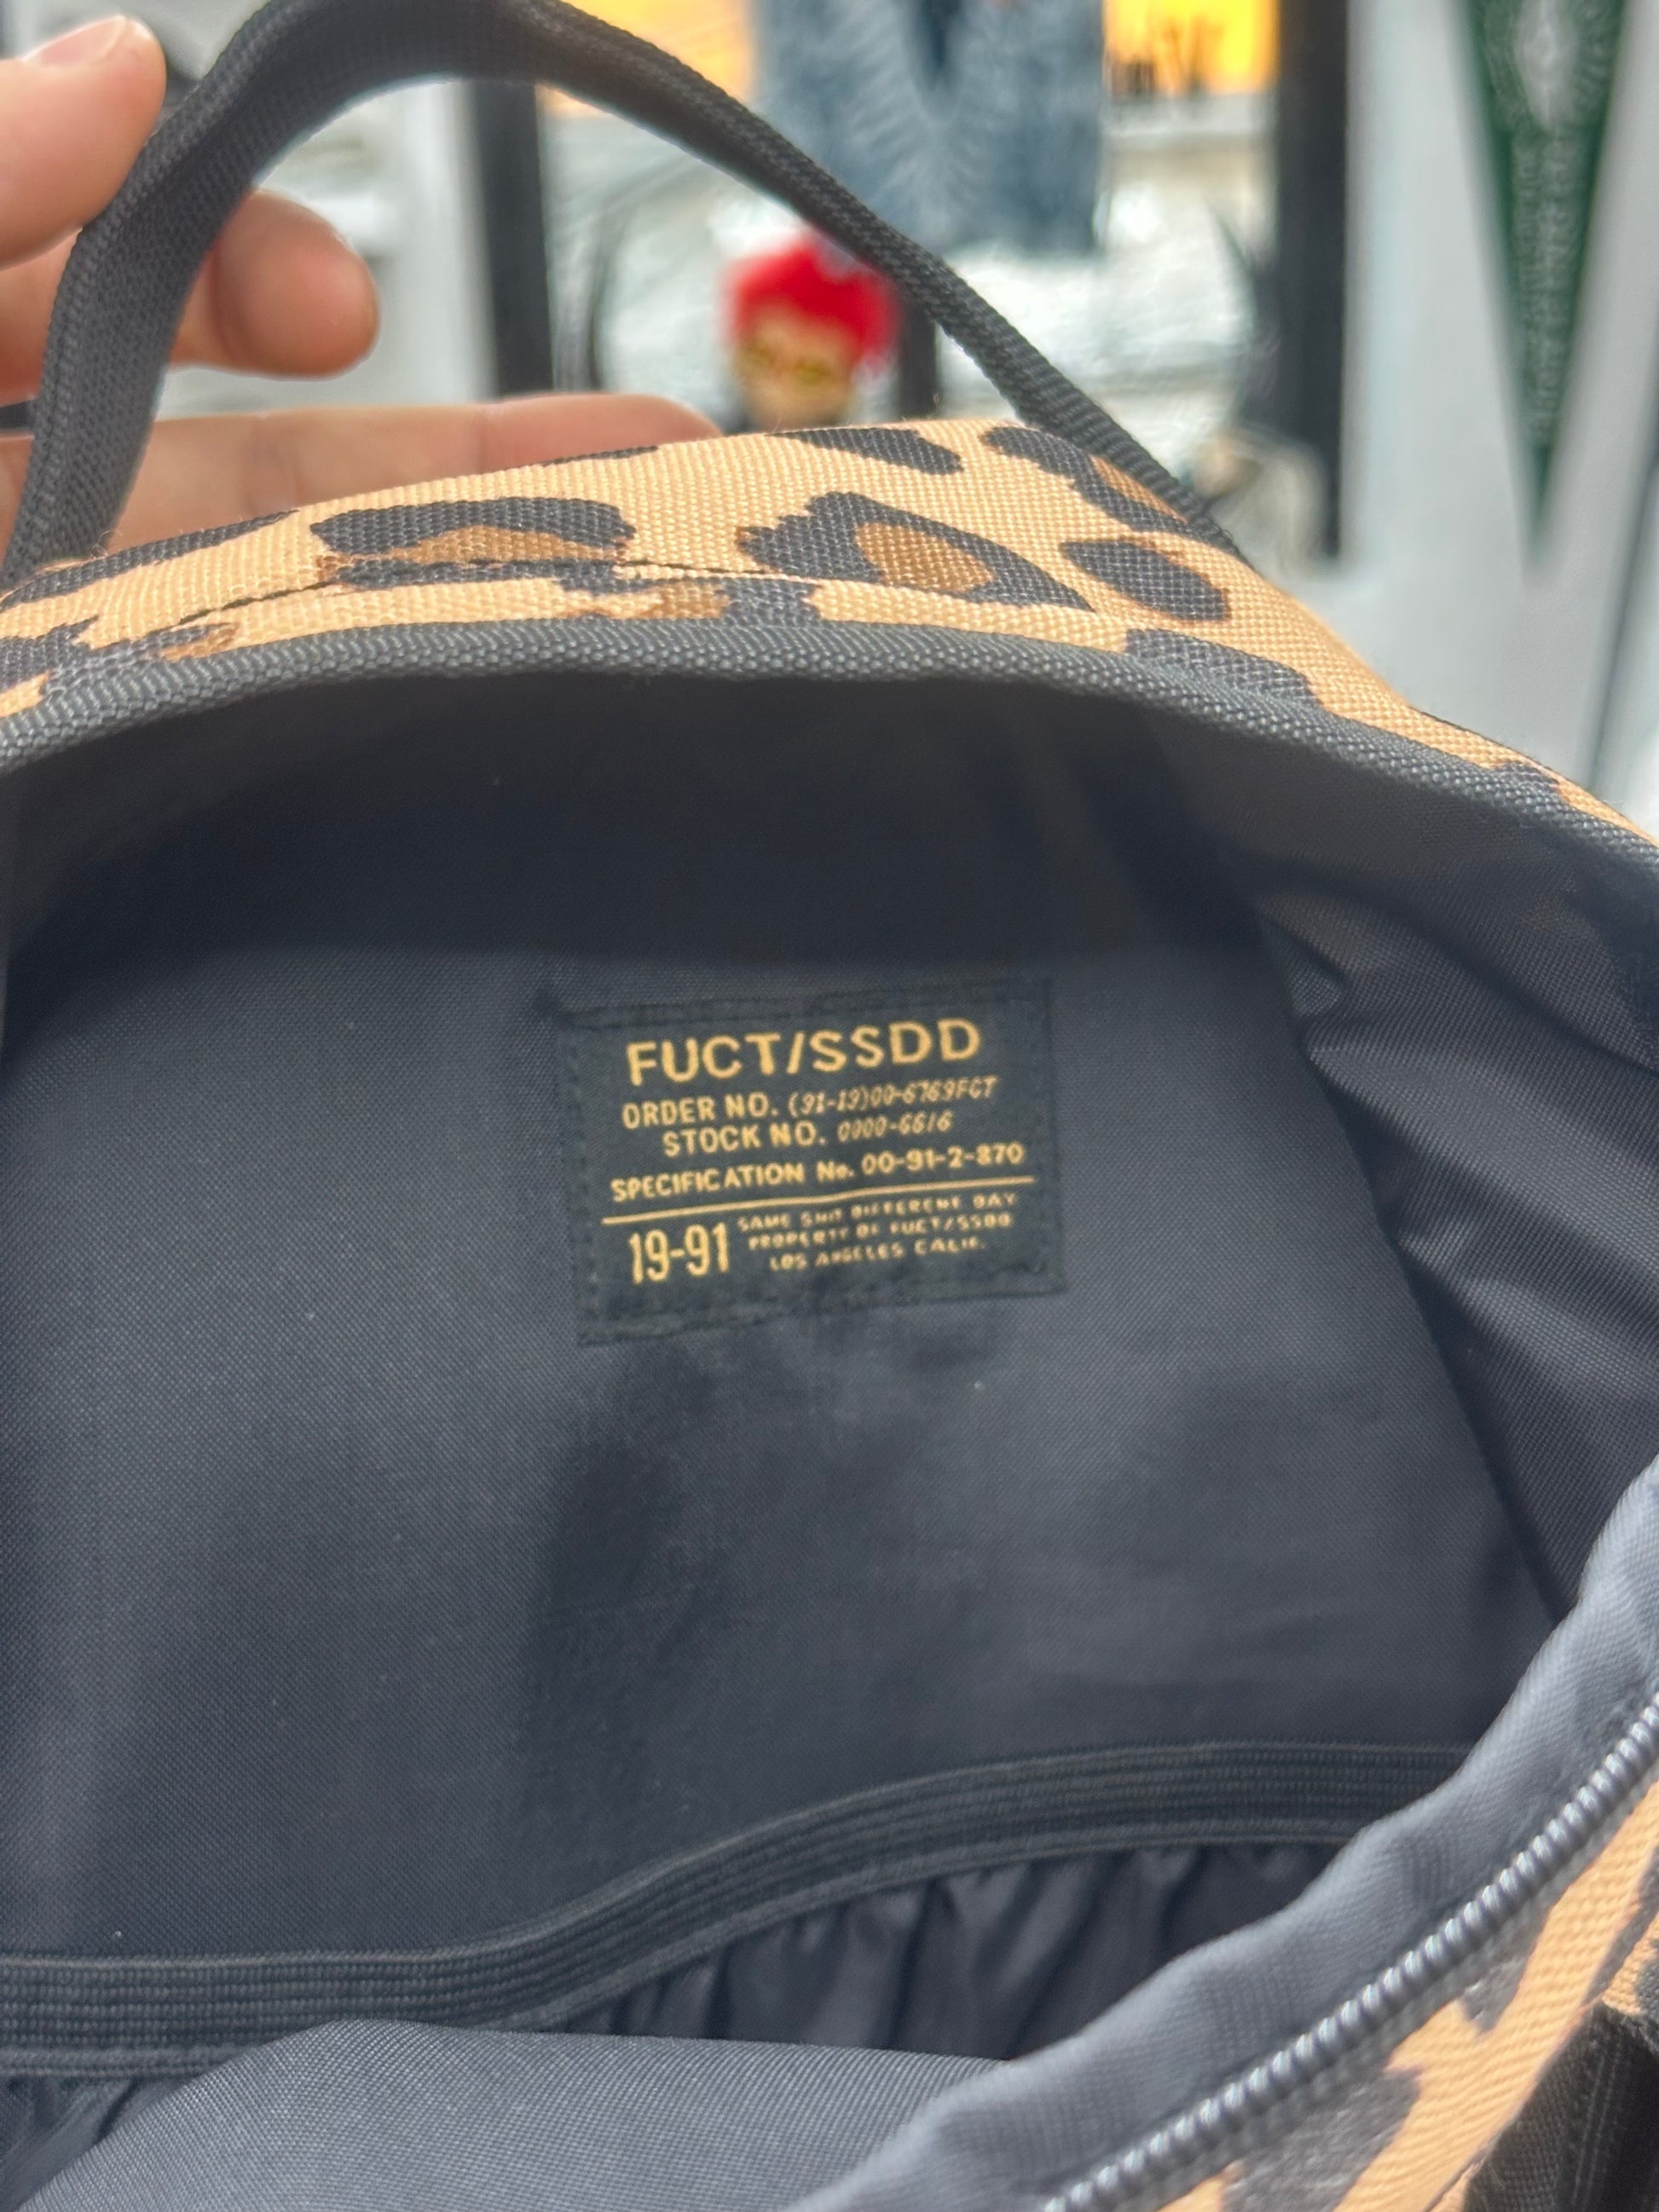 FUCT/SSDD
ORDER NO. (91-19)00-6769FCT
STOCK NO. 0000-6616
SPECIFICATION No. 00-91-2-870
19-91
SAME SHIT DIFFERENT DAY
PROPERTY OF FUCT/SSDD
LOS ANGELES CALIF.